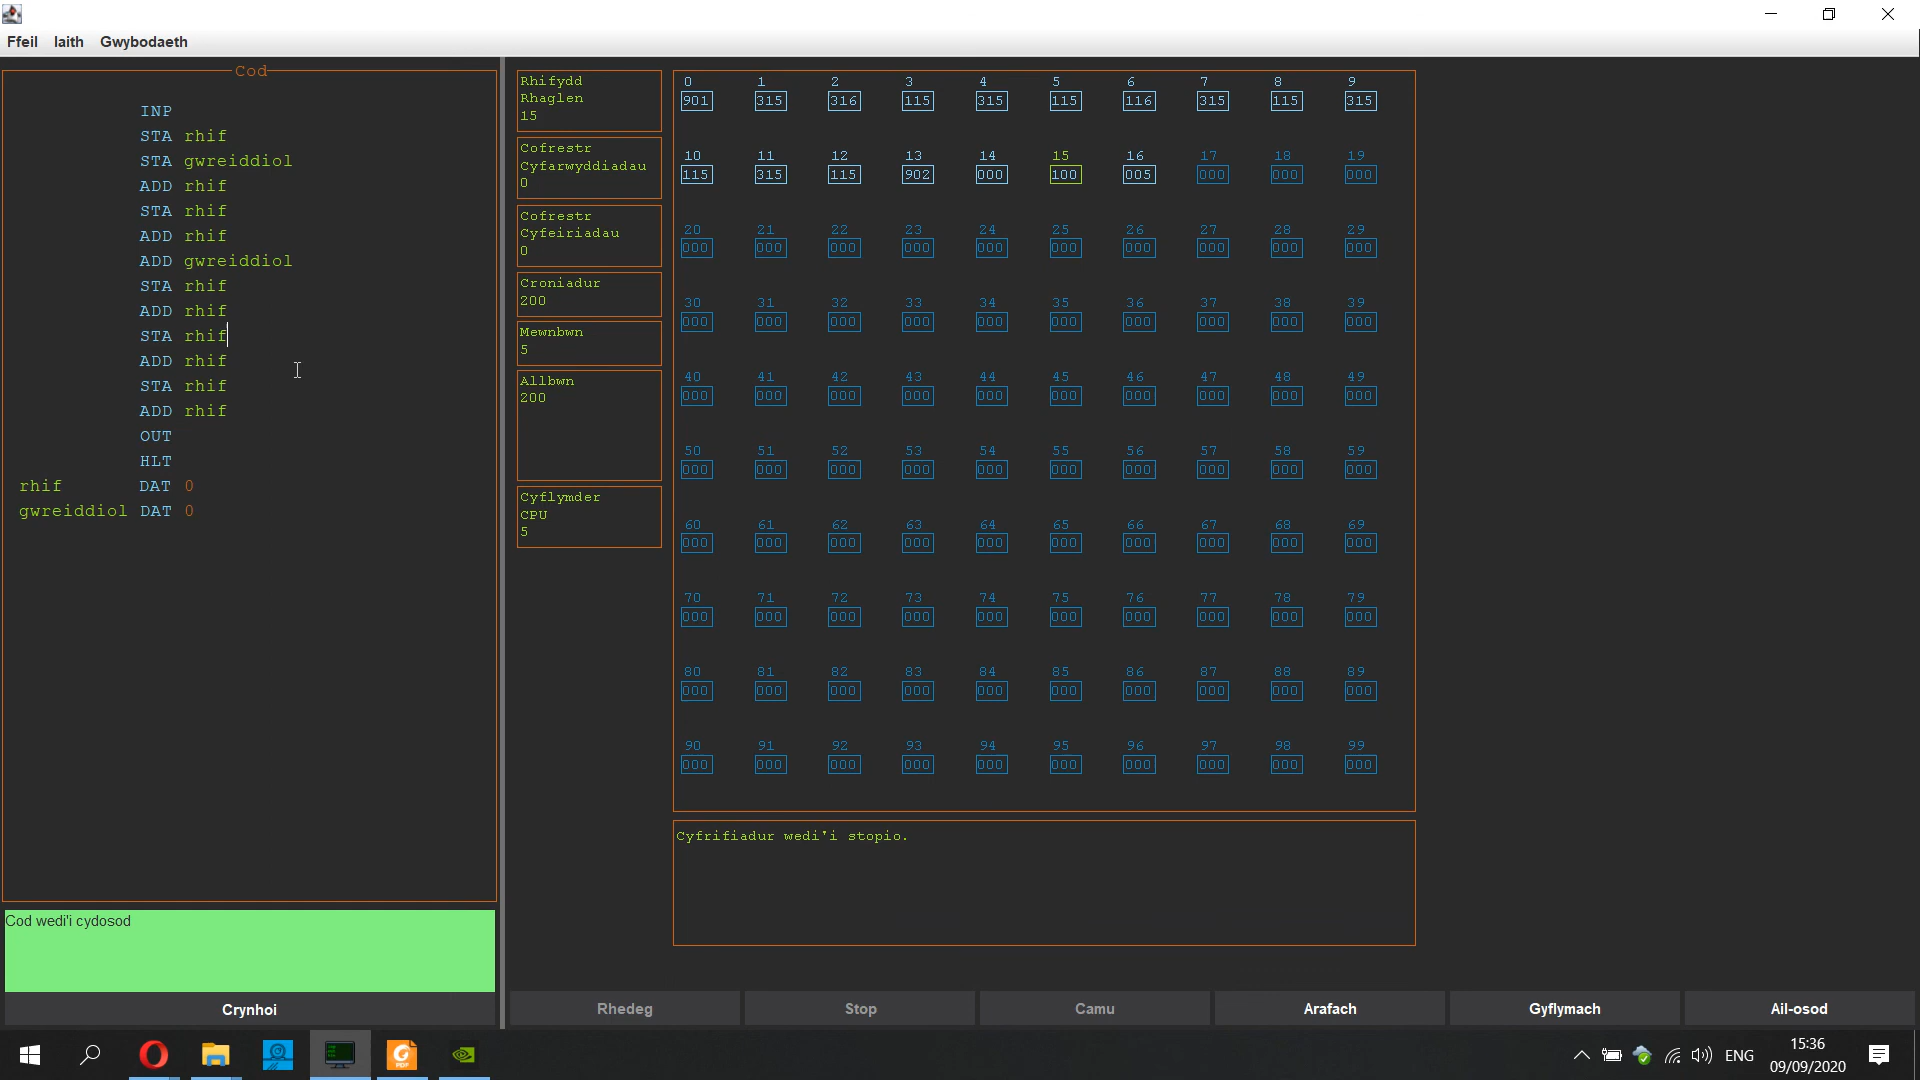 Ffeil Iaith Gwybodaeth
Cod
INP
STA rhif
STA gwreiddiol
ADD rhif
STA rhif
ADD rhif
ADD gwreiddiol
STA rhif
ADD rhif
STA rhif
ADD rhif
STA rhif
ADD rhif
OUT
HLT
rhif DAT 0
gwreiddiol DAT 0
Cod wedi'i cydosod
Crynhoi
Rhifydd
Rhaglen
15
Cofrestr
Cyfarwyddiadau
0
Cofrestr
Cyfeiriadau
0
Croniadur
200
Mewnbwn
5
Allbwn
200
Cyflymder
CPU
5
0 1 2 3 4 5 6 7 8 9
901 315 316 115 315 115 116 315 115 315
10 11 12 13 14 15 16 17 18 19
115 315 115 902 000 100 005 000 000 000
20 21 22 23 24 25 26 27 28 29
000 000 000 000 000 000 000 000 000 000
30 31 32 33 34 35 36 37 38 39
000 000 000 000 000 000 000 000 000 000
40 41 42 43 44 45 46 47 48 49
000 000 000 000 000 000 000 000 000 000
50 51 52 53 54 55 56 57 58 59
000 000 000 000 000 000 000 000 000 000
60 61 62 63 64 65 66 67 68 69
000 000 000 000 000 000 000 000 000 000
70 71 72 73 74 75 76 77 78 79
000 000 000 000 000 000 000 000 000 000
80 81 82 83 84 85 86 87 88 89
000 000 000 000 000 000 000 000 000 000
90 91 92 93 94 95 96 97 98 99
000 000 000 000 000 000 000 000 000 000
Cyfrifiadur wedi'i stopio.
Rhedeg Stop Camu Arafach Gyflymach Ail-osod
PDF
ENG
15:36
09/09/2020